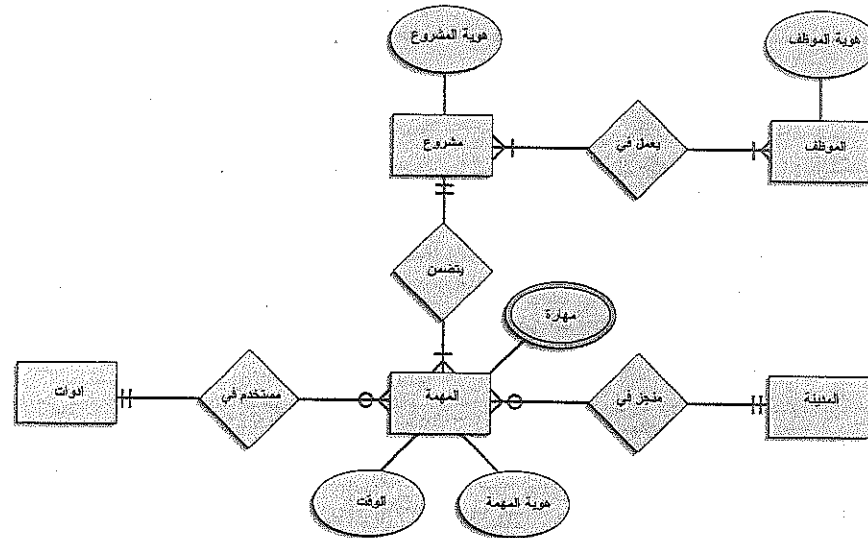 هوية المشروع
هوية الموظف
مشروع
يعمل في
الموظف
يتضمن
مهارة
ادوات
مستخدم في
المهمة
منجز في
المدينة
الوقت
هوية المهمة